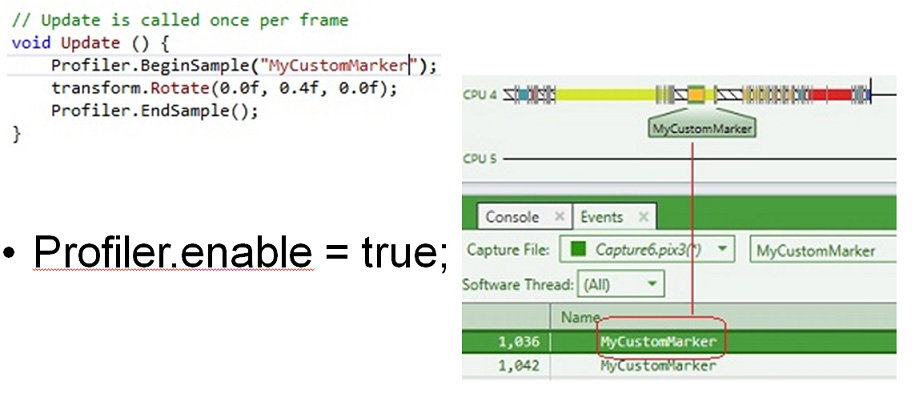 // Update is called once per frame
void Update () {
Profiler.BeginSample("MyCustomMarker");
transform.Rotate(0.0f, 0.4f, 0.0f);
Profiler.EndSample();
}
• Profiler.enable = true;
CPU 4
MyCustomMarker
CPU 5
Console × Events ×
Capture File: Capture6.pix3(*) MyCustomMarker
Software Thread: (All)
Name
1,036 MyCustomMarker
1,042 MyCustomMarker